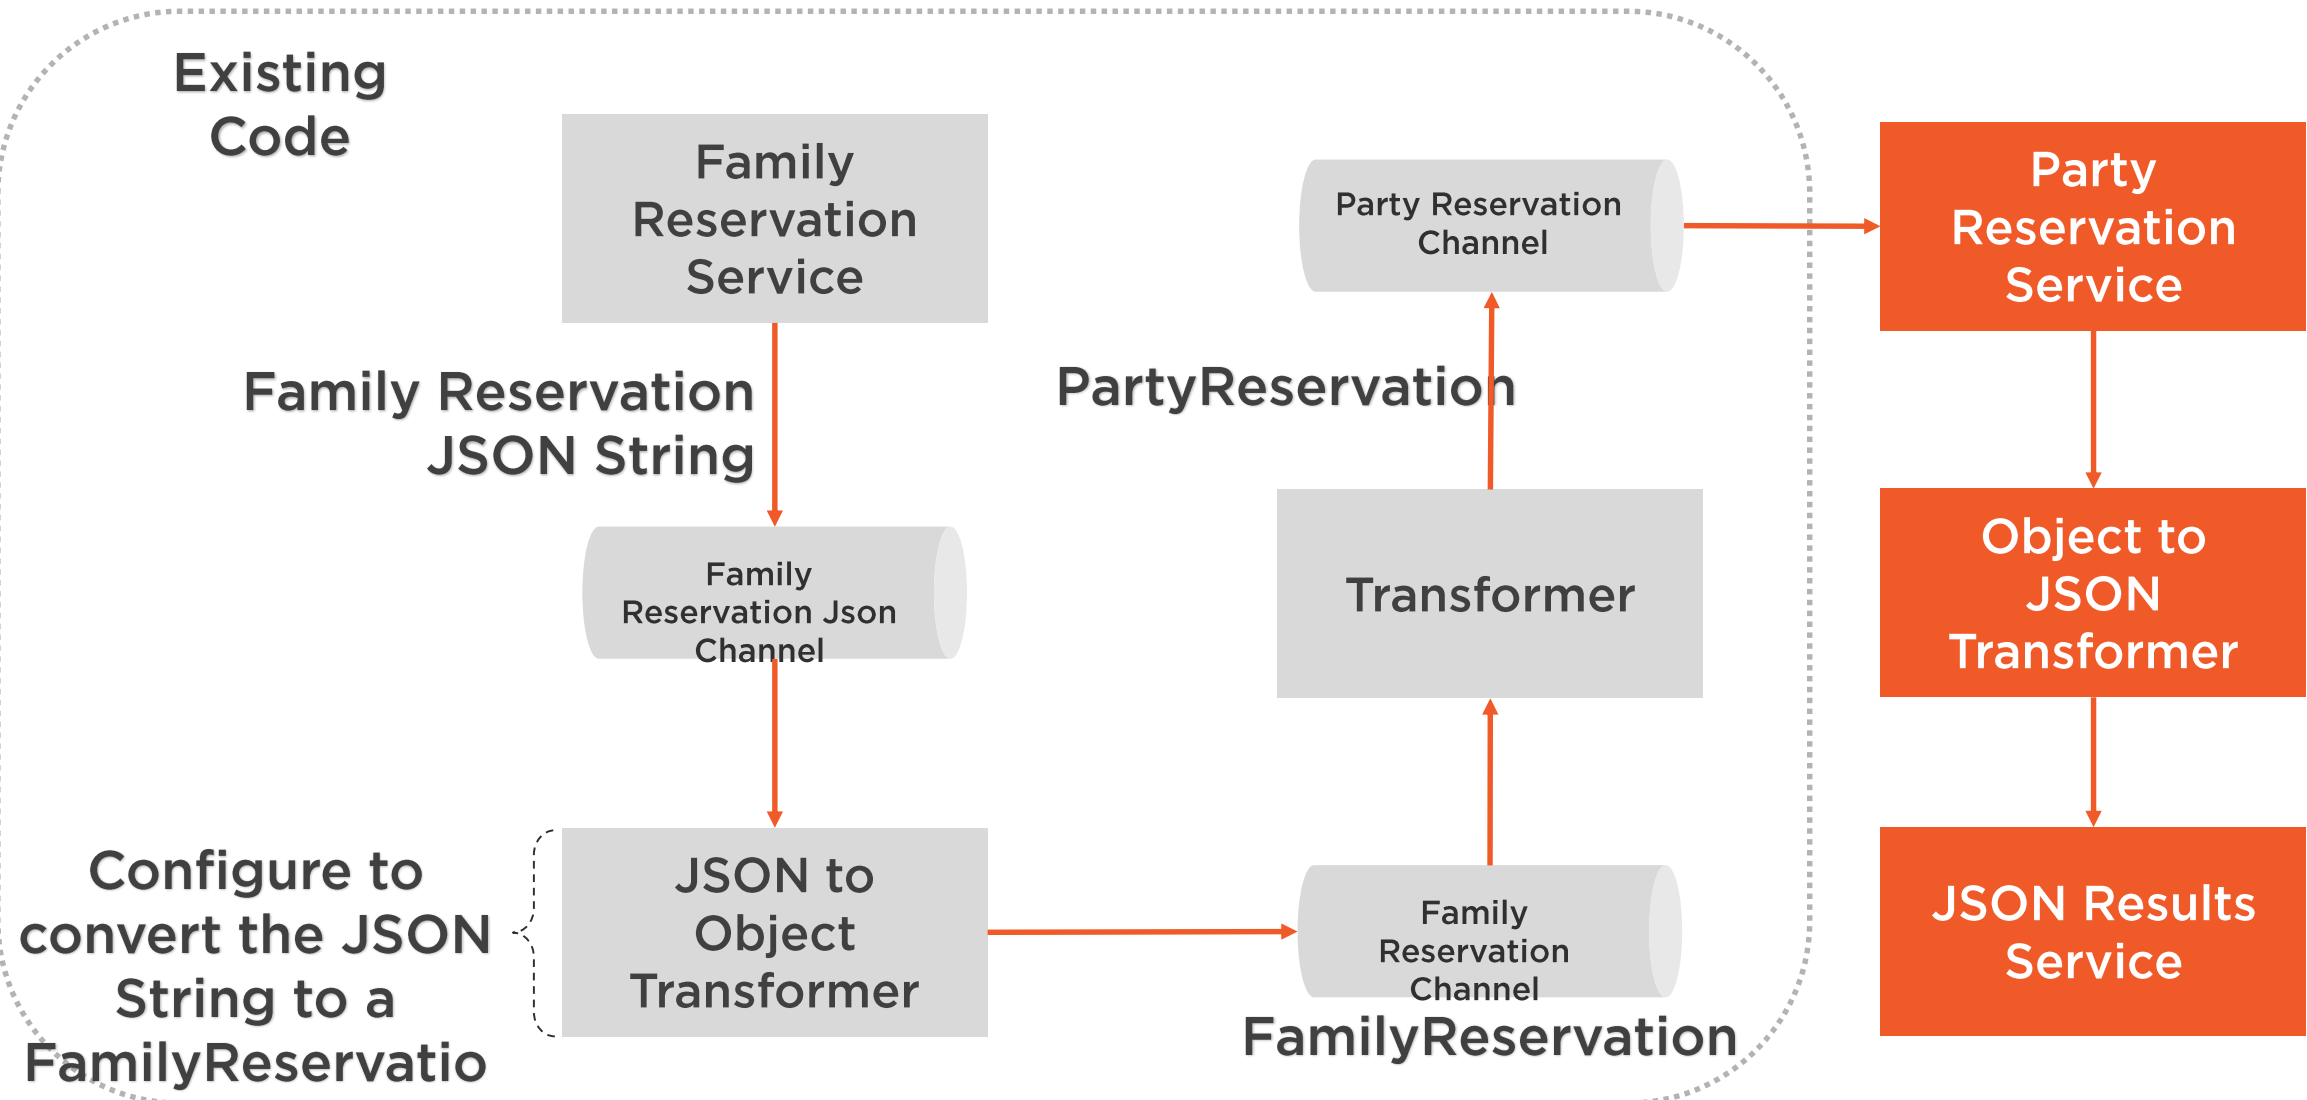 Existing
Code
Family
Reservation
Service
Family Reservation
JSON String
Family
Reservation Json
Channel
Configure to
convert the JSON
String to a
FamilyReservatio
JSON to
Object
Transformer
Party Reservation
Channel
PartyReservation
Transformer
Family
Reservation
Channel
FamilyReservation
Party
Reservation
Service
Object to
JSON
Transformer
JSON Results
Service